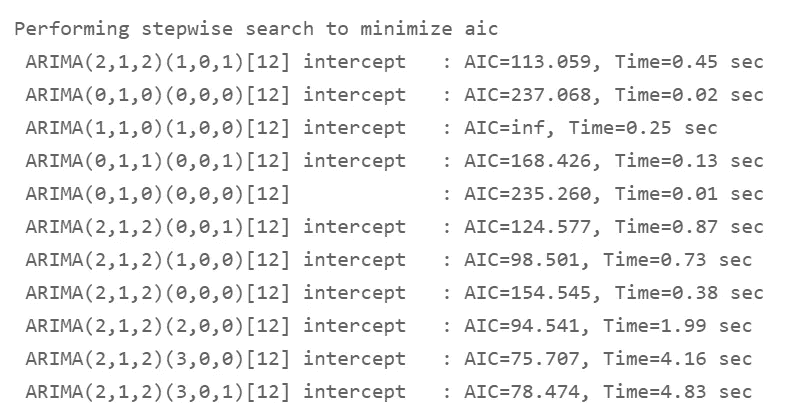 Performing stepwise search to minimize aic
ARIMA(2,1,2)(1,0,1)[12] intercept   : AIC=113.059, Time=0.45 sec
ARIMA(0,1,0)(0,0,0)[12] intercept   : AIC=237.068, Time=0.02 sec
ARIMA(1,1,0)(1,0,0)[12] intercept   : AIC=inf, Time=0.25 sec
ARIMA(0,1,1)(0,0,1)[12] intercept   : AIC=168.426, Time=0.13 sec
ARIMA(0,1,0)(0,0,0)[12]             : AIC=235.260, Time=0.01 sec
ARIMA(2,1,2)(0,0,1)[12] intercept   : AIC=124.577, Time=0.87 sec
ARIMA(2,1,2)(1,0,0)[12] intercept   : AIC=98.501, Time=0.73 sec
ARIMA(2,1,2)(0,0,0)[12] intercept   : AIC=154.545, Time=0.38 sec
ARIMA(2,1,2)(2,0,0)[12] intercept   : AIC=94.541, Time=1.99 sec
ARIMA(2,1,2)(3,0,0)[12] intercept   : AIC=75.707, Time=4.16 sec
ARIMA(2,1,2)(3,0,1)[12] intercept   : AIC=78.474, Time=4.83 sec